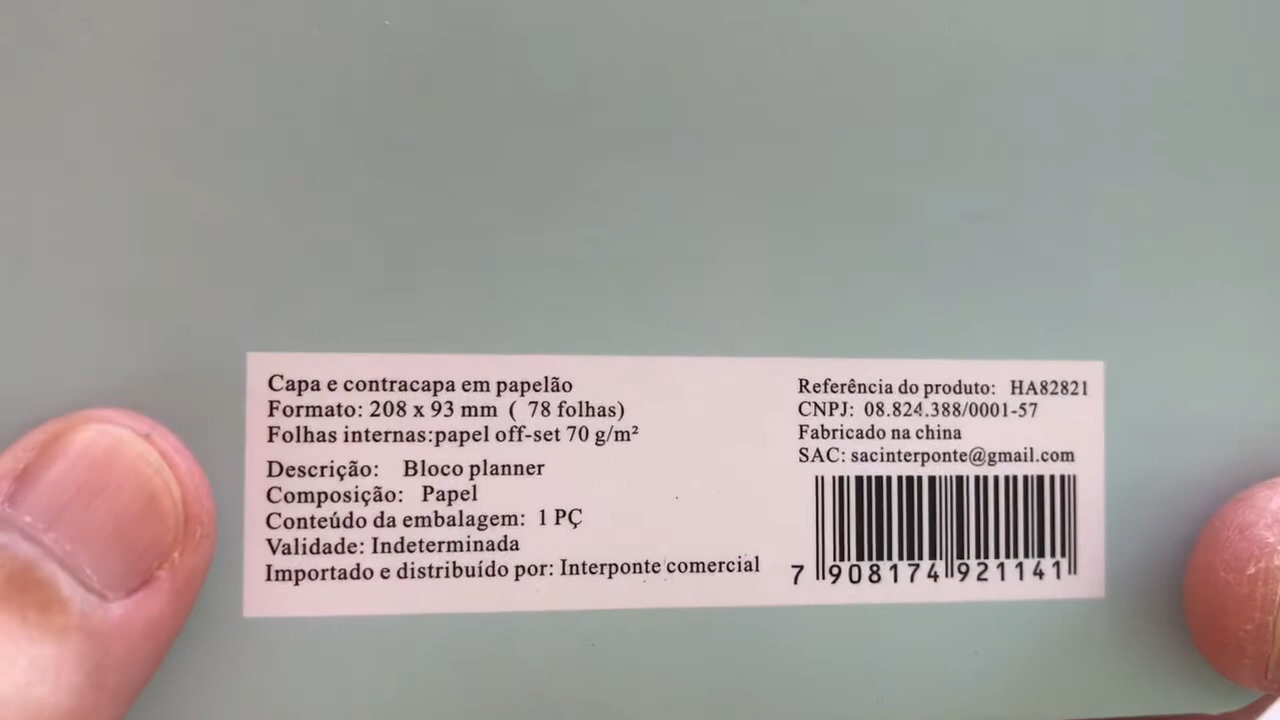 Capa e contracapa em papelão
Formato: 208 x 93 mm ( 78 folhas)
Folhas internas:papel off-set 70 g/m²
Descrição: Bloco planner
Composição: Papel
Conteúdo da embalagem: 1 PÇ
Validade: Indeterminada
Importado e distribuído por: Interponte comercial
Referência do produto: HA82821
CNPJ: 08.824.388/0001-57
Fabricado na china
SAC: sacinterponte@gmail.com
7 908174 921141